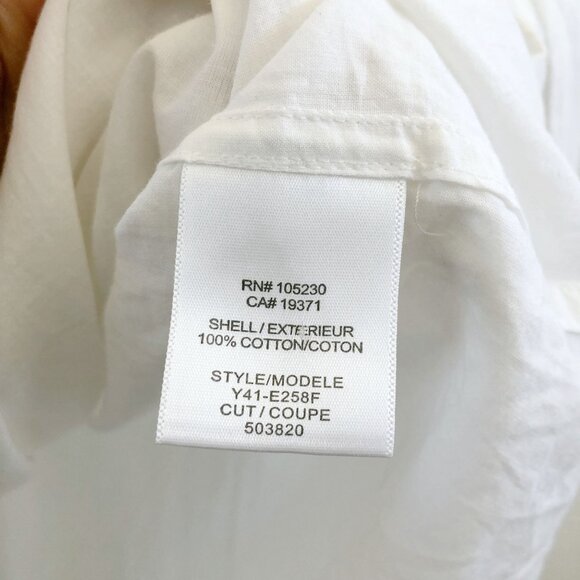 RN# 105230
CA# 19371
SHELL/EXTERIEUR
100% COTTON/COTON
STYLE/MODELE
Y41-E258F
CUT/COUPE
503820